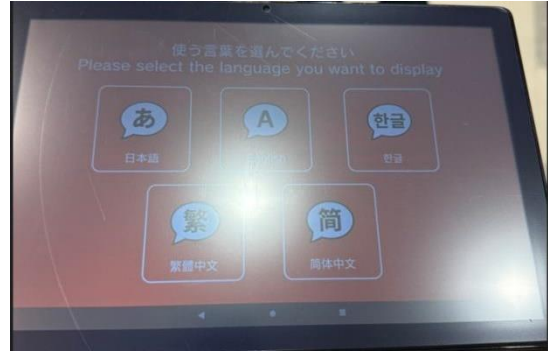 使う言葉を選んでください
Please select the language you want to display
あ
A
한글
日本語
한글
繁
简
繁體中文
简体中文